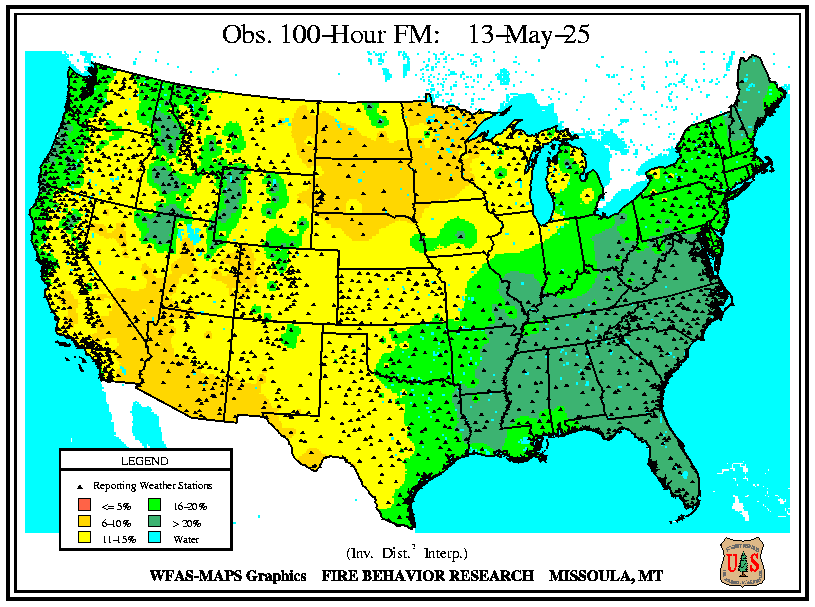 Obs. 100-Hour FM: 13-May-25
LEGEND
Reporting Weather Stations
<= 5%
16-20%
6-10%
> 20%
11-15%
Water
(Inv. Dist.² Interp.)
WFAS-MAPS Graphics FIRE BEHAVIOR RESEARCH MISSOULA, MT
U S